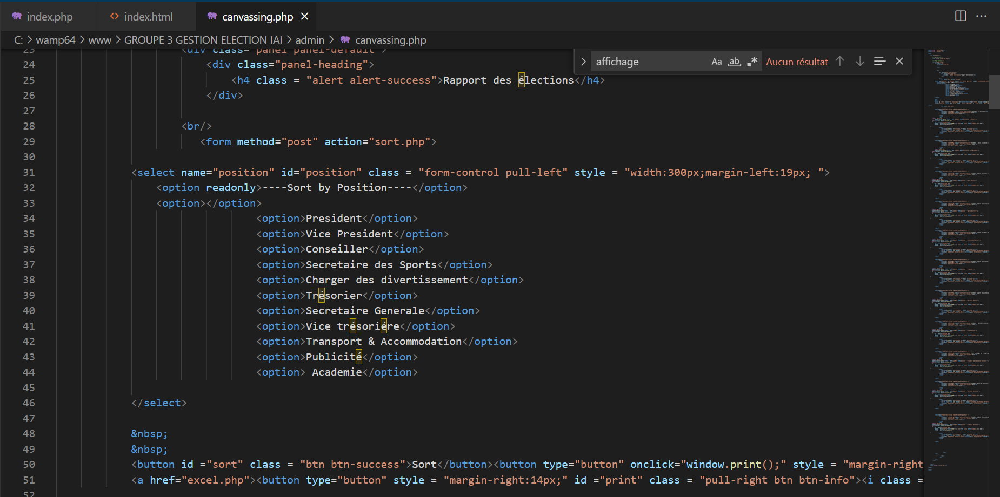 index.php index.html canvassing.php
C: > wamp64 > www > GROUPE 3 GESTION ELECTION IAI > admin > canvassing.php
affichage Aa ab .* Aucun résultat
23 <div class="panel panel-default">
24 <div class="panel-heading">
25 <h4 class = "alert alert-success">Rapport des élections</h4>
26 </div>
27
28 <br/>
29 <form method="post" action="sort.php">
30
31 <select name="position" id="position" class = "form-control pull-left" style = "width:300px;margin-left:19px; ">
32 <option readonly>----Sort by Position----</option>
33 <option></option>
34 <option>President</option>
35 <option>Vice President</option>
36 <option>Conseiller</option>
37 <option>Secretaire des Sports</option>
38 <option>Charger des divertissement</option>
39 <option>Trésorier</option>
40 <option>Secretaire Generale</option>
41 <option>Vice trésoriére</option>
42 <option>Transport & Accommodation</option>
43 <option>Publicité</option>
44 <option> Academie</option>
45
46 </select>
47
48 &nbsp;
49 &nbsp;
50 <button id ="sort" class = "btn btn-success">Sort</button><button type="button" onclick="window.print();" style = "margin-right
51 <a href="excel.php"><button type="button" style = "margin-right:14px;" id ="print" class = "pull-right btn btn-info"><i class =
52